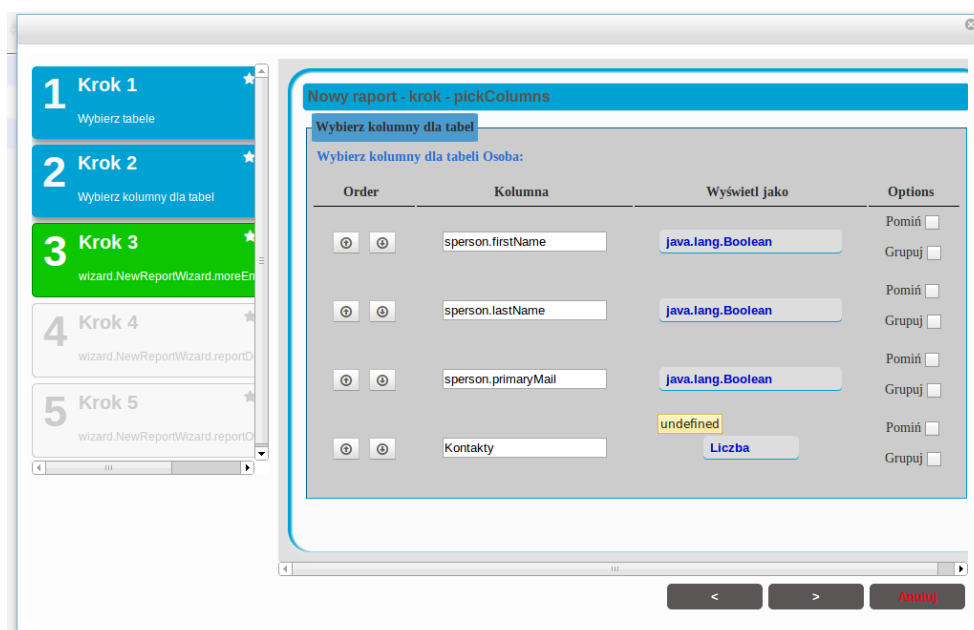 1 Krok 1
Wybierz tabele
2 Krok 2
Wybierz kolumny dla tabel
3 Krok 3
wizard.NewReportWizard.moreEn
4 Krok 4
wizard.NewReportWizard.reportD
5 Krok 5
wizard.NewReportWizard.reportO
Nowy raport - krok - pickColumns
Wybierz kolumny dla tabel
Wybierz kolumny dla tabeli Osoba:
Order Kolumna Wyświetl jako Options
Pomiń
sperson.firstName java.lang.Boolean
Grupuj
Pomiń
sperson.lastName java.lang.Boolean
Grupuj
Pomiń
sperson.primaryMail java.lang.Boolean
Grupuj
undefined
Pomiń
Kontakty Liczba
Grupuj
< > Anuluj